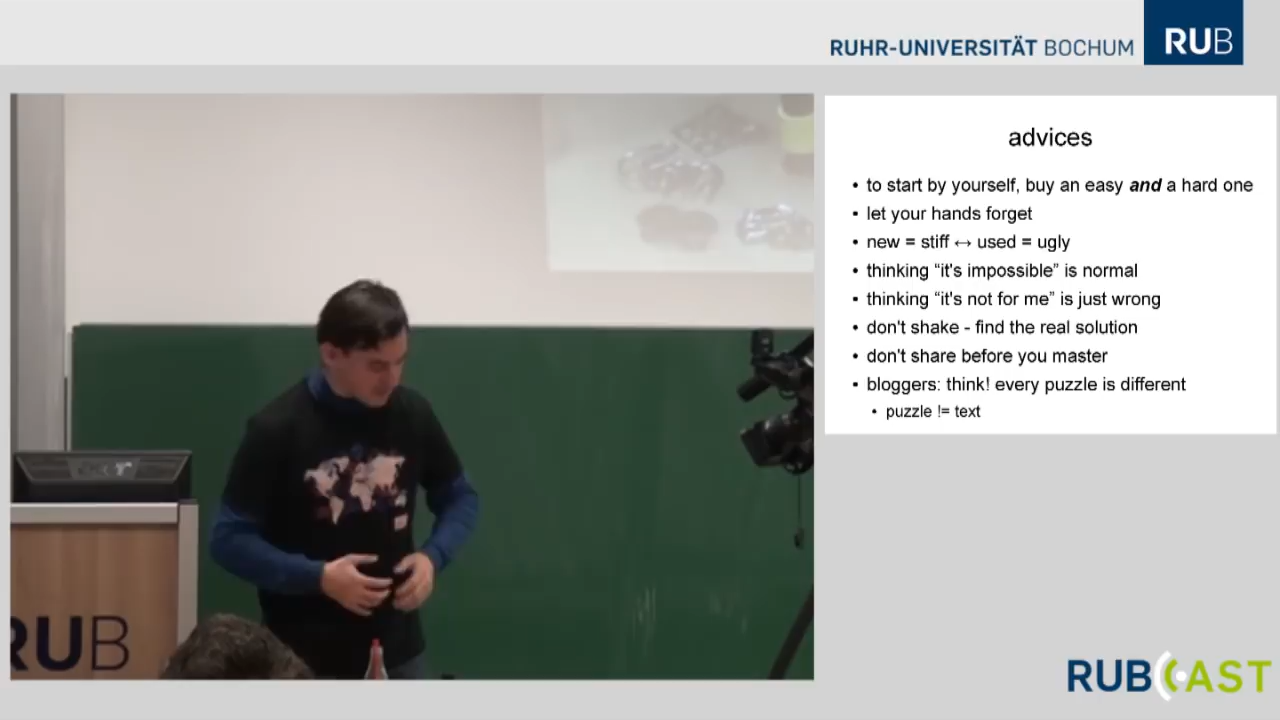 RUHR-UNIVERSITÄT BOCHUM
RUB
advices
• to start by yourself, buy an easy and a hard one
• let your hands forget
• new = stiff ↔ used = ugly
• thinking “it's impossible” is normal
• thinking “it's not for me” is just wrong
• don't shake - find the real solution
• don't share before you master
• bloggers: think! every puzzle is different
• puzzle != text
RUB
RUBCAST